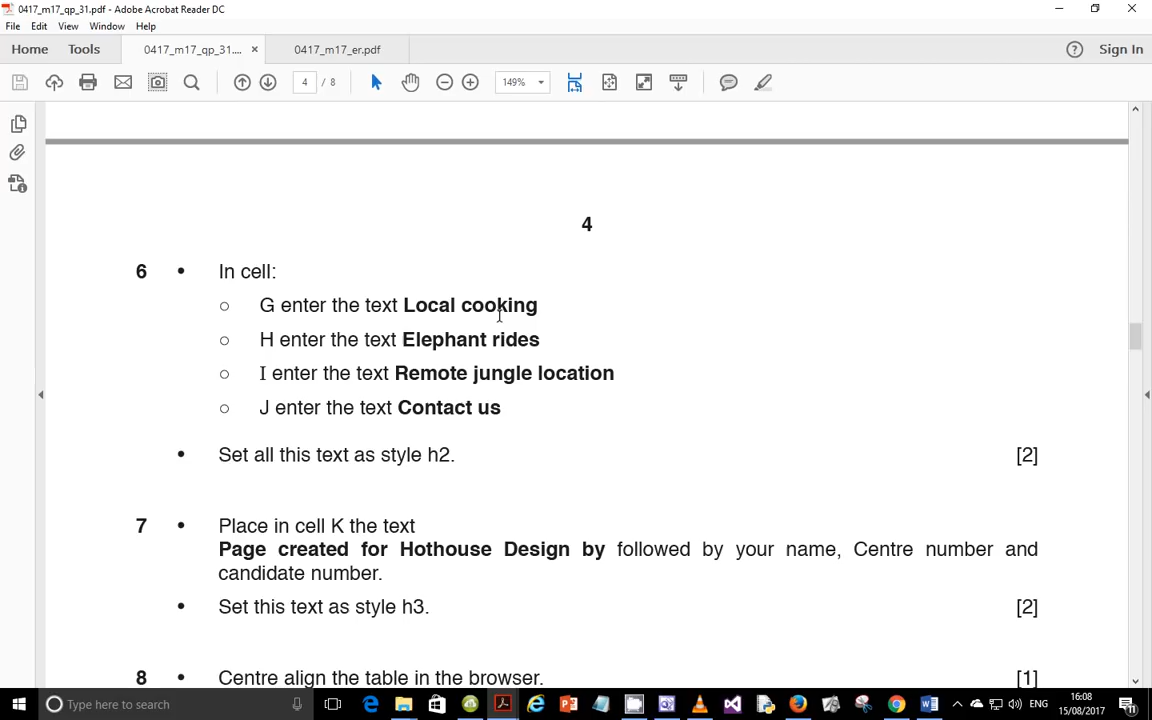 0417_m17_qp_31.pdf - Adobe Acrobat Reader DC
File Edit View Window Help
Home Tools 0417_m17_qp_31.... × 0417_m17_er.pdf Sign In
4 / 8 149%
4
6 • In cell:
○ G enter the text Local cooking
○ H enter the text Elephant rides
○ I enter the text Remote jungle location
○ J enter the text Contact us
• Set all this text as style h2. [2]
7 • Place in cell K the text
Page created for Hothouse Design by followed by your name, Centre number and
candidate number.
• Set this text as style h3. [2]
8 • Centre align the table in the browser. [1]
Type here to search ENG 16:08
15/08/2017